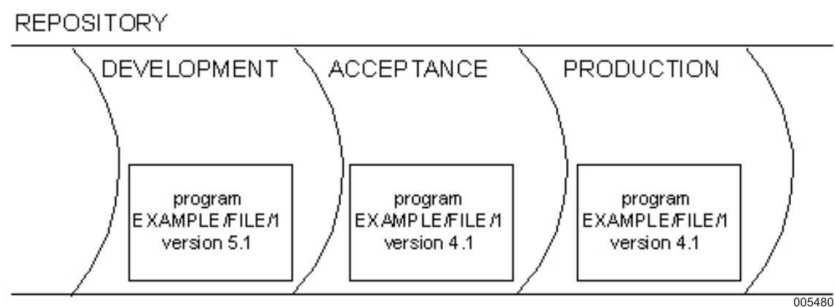 REPOSITORY
DEVELOPMENT
ACCEPTANCE
PRODUCTION
program
EXAMPLE/FILE/1
version 5.1
program
EXAMPLE/FILE/1
version 4.1
program
EXAMPLE/FILE/1
version 4.1
005480